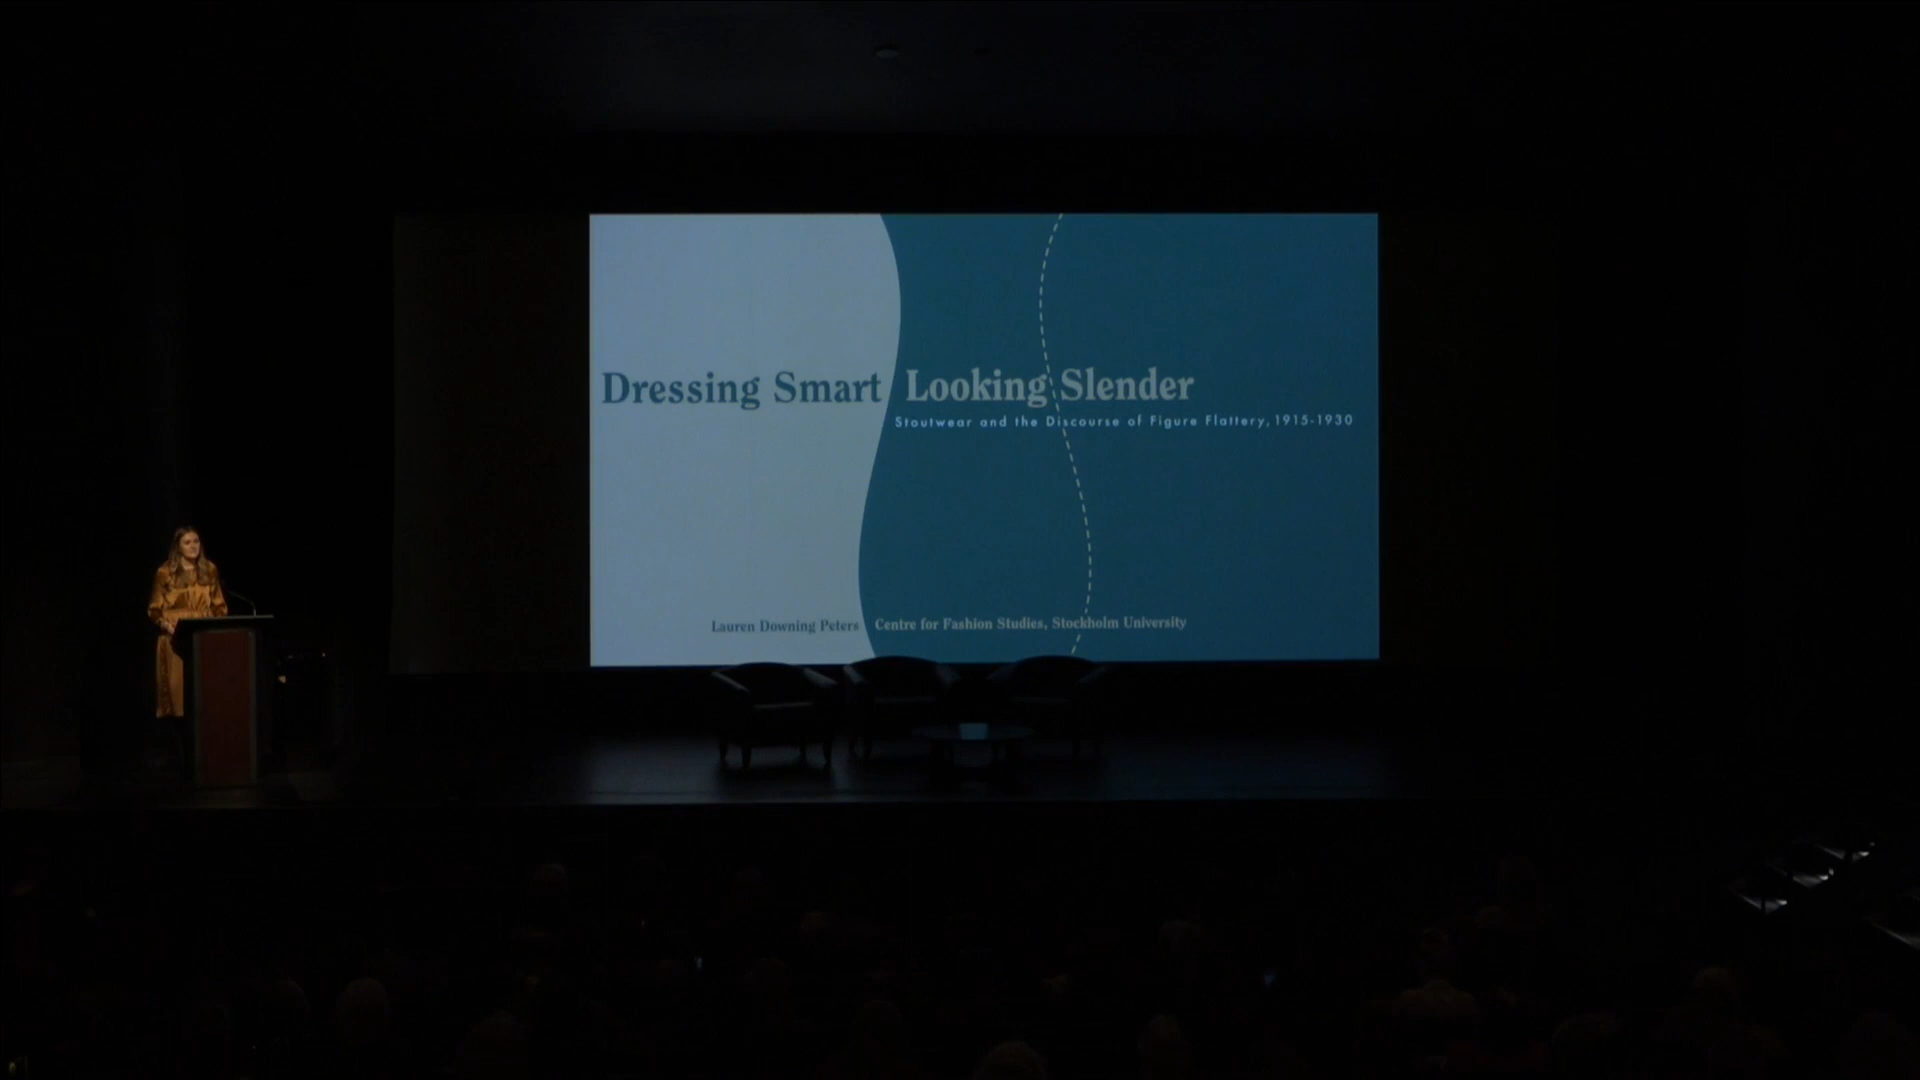 Dressing Smart Looking Slender
Stoutwear and the Discourse of Figure Flattery, 1915-1930
Lauren Downing Peters Centre for Fashion Studies, Stockholm University